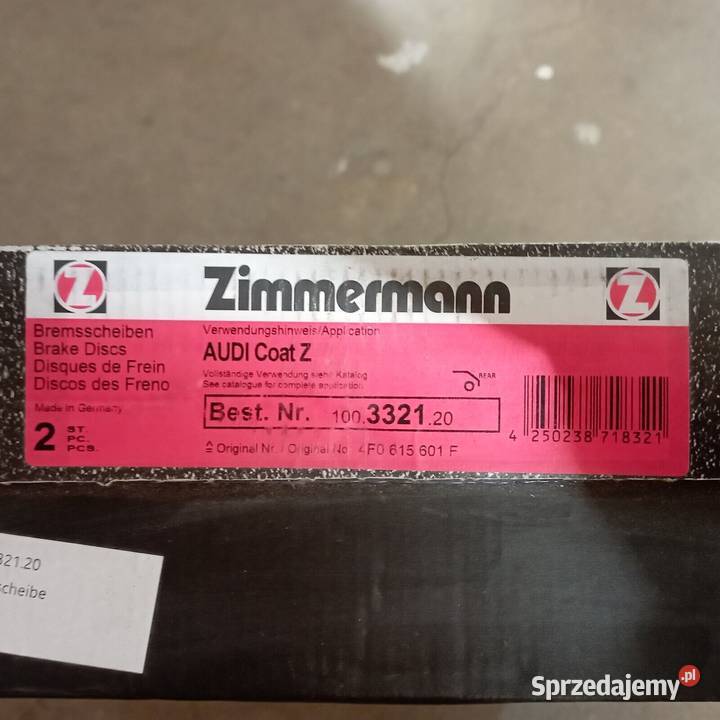 Z Zimmermann Z
Bremsscheiben
Brake Discs
Disques de Frein
Discos des Freno
Made in Germany
2 ST.
PC.
PCS.
Verwendungshinweis/Application
AUDI Coat Z
Vollständige Verwendung siehe Katalog
See catalogue for complete application
REAR
Best. Nr. 100.3321.20
Original Nr. / Original No. 4F0 615 601 F
4 250238 718321
321.20
scheibe
Sprzedajemy.pl